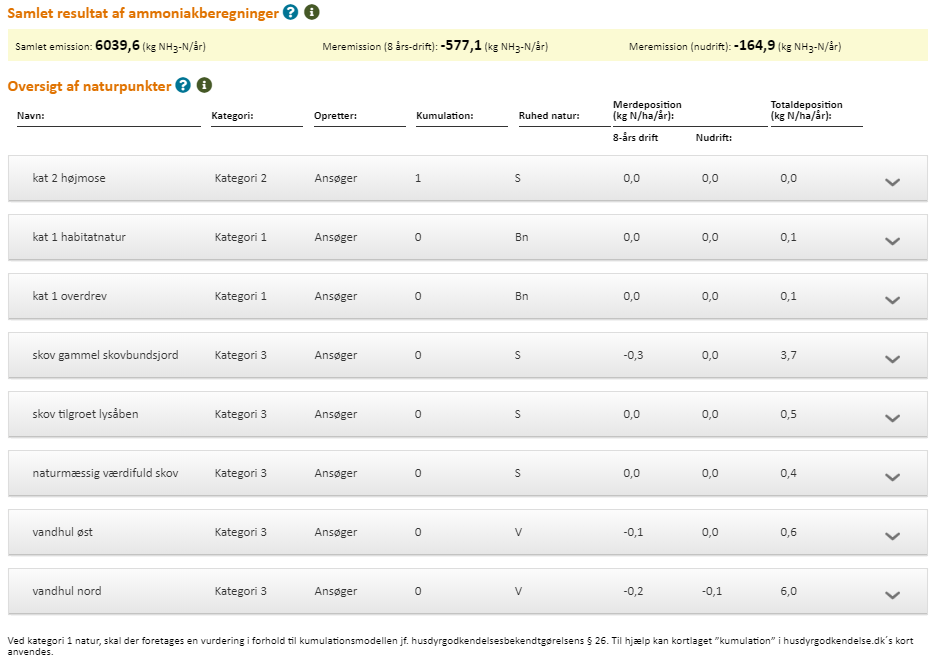 Samlet resultat af ammoniakberegninger ? i
Samlet emission: 6039,6 (kg NH3-N/år) Meremission (8 års-drift): -577,1 (kg NH3-N/år) Meremission (nudrift): -164,9 (kg NH3-N/år)
Oversigt af naturpunkter ? i
Navn: Kategori: Opretter: Kumulation: Ruhed natur: Merdeposition (kg N/ha/år): Totaldeposition (kg N/ha/år):
8-års drift Nudrift:
kat 2 højmose Kategori 2 Ansøger 1 S 0,0 0,0 0,0
kat 1 habitatnatur Kategori 1 Ansøger 0 Bn 0,0 0,0 0,1
kat 1 overdrev Kategori 1 Ansøger 0 Bn 0,0 0,0 0,1
skov gammel skovbundsjord Kategori 3 Ansøger 0 S -0,3 0,0 3,7
skov tilgroet lysåben Kategori 3 Ansøger 0 S 0,0 0,0 0,5
naturmæssig værdifuld skov Kategori 3 Ansøger 0 S 0,0 0,0 0,4
vandhul øst Kategori 3 Ansøger 0 V -0,1 0,0 0,6
vandhul nord Kategori 3 Ansøger 0 V -0,2 -0,1 6,0
Ved kategori 1 natur, skal der foretages en vurdering i forhold til kumulationsmodellen jf. husdyrgodkendelsesbekendtgørelsens § 26. Til hjælp kan kortlaget "kumulation" i husdyrgodkendelse.dk´s kort
anvendes.